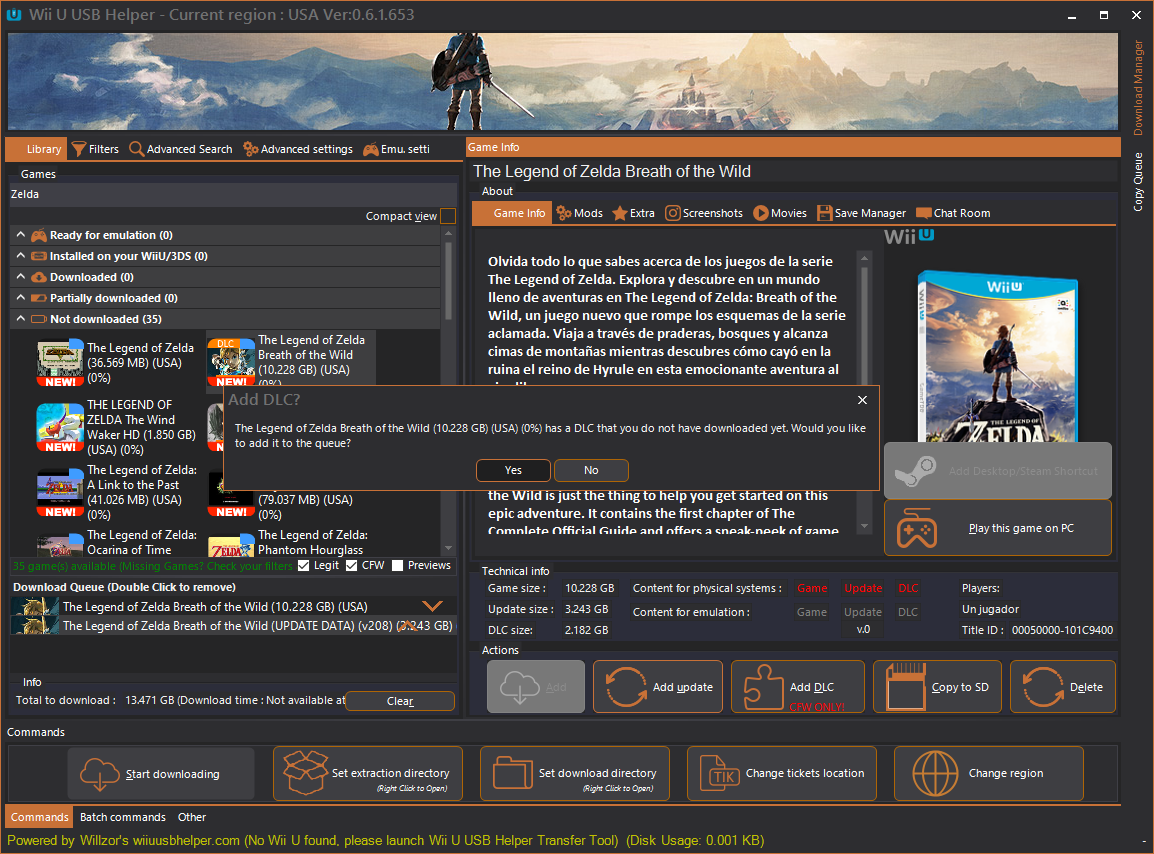 Wii U USB Helper - Current region : USA Ver:0.6.1.653
Download Manager
Copy Queue
Library
Filters
Advanced Search
Advanced settings
Emu. setti
Games
Zelda
Compact view
Ready for emulation (0)
Installed on your WiiU/3DS (0)
Downloaded (0)
Partially downloaded (0)
Not downloaded (35)
NEW!
The Legend of Zelda
(36.569 MB) (USA)
(0%)
DLC
NEW!
The Legend of Zelda
Breath of the Wild
(10.228 GB) (USA)
(0%)
NEW!
THE LEGEND OF
ZELDA The Wind
Waker HD (1.850 GB)
(USA) (0%)
NEW!
The Legend of Zelda:
A Link to the Past
(41.026 MB) (USA)
(0%)
NEW!
(79.037 MB) (USA)
(0%)
The Legend of Zelda:
Ocarina of Time
ZELDA
The Legend of Zelda:
Phantom Hourglass
35 game(s) available (Missing Games? Check your filters
Legit
CFW
Previews
Download Queue (Double Click to remove)
The Legend of Zelda Breath of the Wild (10.228 GB) (USA)
The Legend of Zelda Breath of the Wild (UPDATE DATA) (v208) (3.243 GB)
Info
Total to download : 13.471 GB (Download time : Not available at
Clear
Game Info
The Legend of Zelda Breath of the Wild
About
Game Info
Mods
Extra
Screenshots
Movies
Save Manager
Chat Room
Olvida todo lo que sabes acerca de los juegos de la serie
The Legend of Zelda. Explora y descubre en un mundo
lleno de aventuras en The Legend of Zelda: Breath of the
Wild, un juego nuevo que rompe los esquemas de la serie
aclamada. Viaja a través de praderas, bosques y alcanza
cimas de montañas mientras descubres cómo cayó en la
ruina el reino de Hyrule en esta emocionante aventura al
the Wild is just the thing to help you get started on this
epic adventure. It contains the first chapter of The
Complete Official Guide and offers a sneak-peek of game
Wii U
Wii U
THE LEGEND OF
ZELDA
Add Desktop/Steam Shortcut
Play this game on PC
Add DLC?
The Legend of Zelda Breath of the Wild (10.228 GB) (USA) (0%) has a DLC that you do not have downloaded yet. Would you like
to add it to the queue?
Yes
No
Technical info
Game size : 10.228 GB
Update size : 3.243 GB
DLC size: 2.182 GB
Content for physical systems : Game Update DLC
Content for emulation : Game Update DLC
v.0
Players:
Un jugador
Title ID : 00050000-101C9400
Actions
Add
Add update
Add DLC
CFW ONLY!
Copy to SD
Delete
Commands
Start downloading
Set extraction directory
(Right Click to Open)
Set download directory
(Right Click to Open)
TIK
Change tickets location
Change region
Commands
Batch commands
Other
Powered by Willzor's wiiuusbhelper.com (No Wii U found, please launch Wii U USB Helper Transfer Tool) (Disk Usage: 0.001 KB)